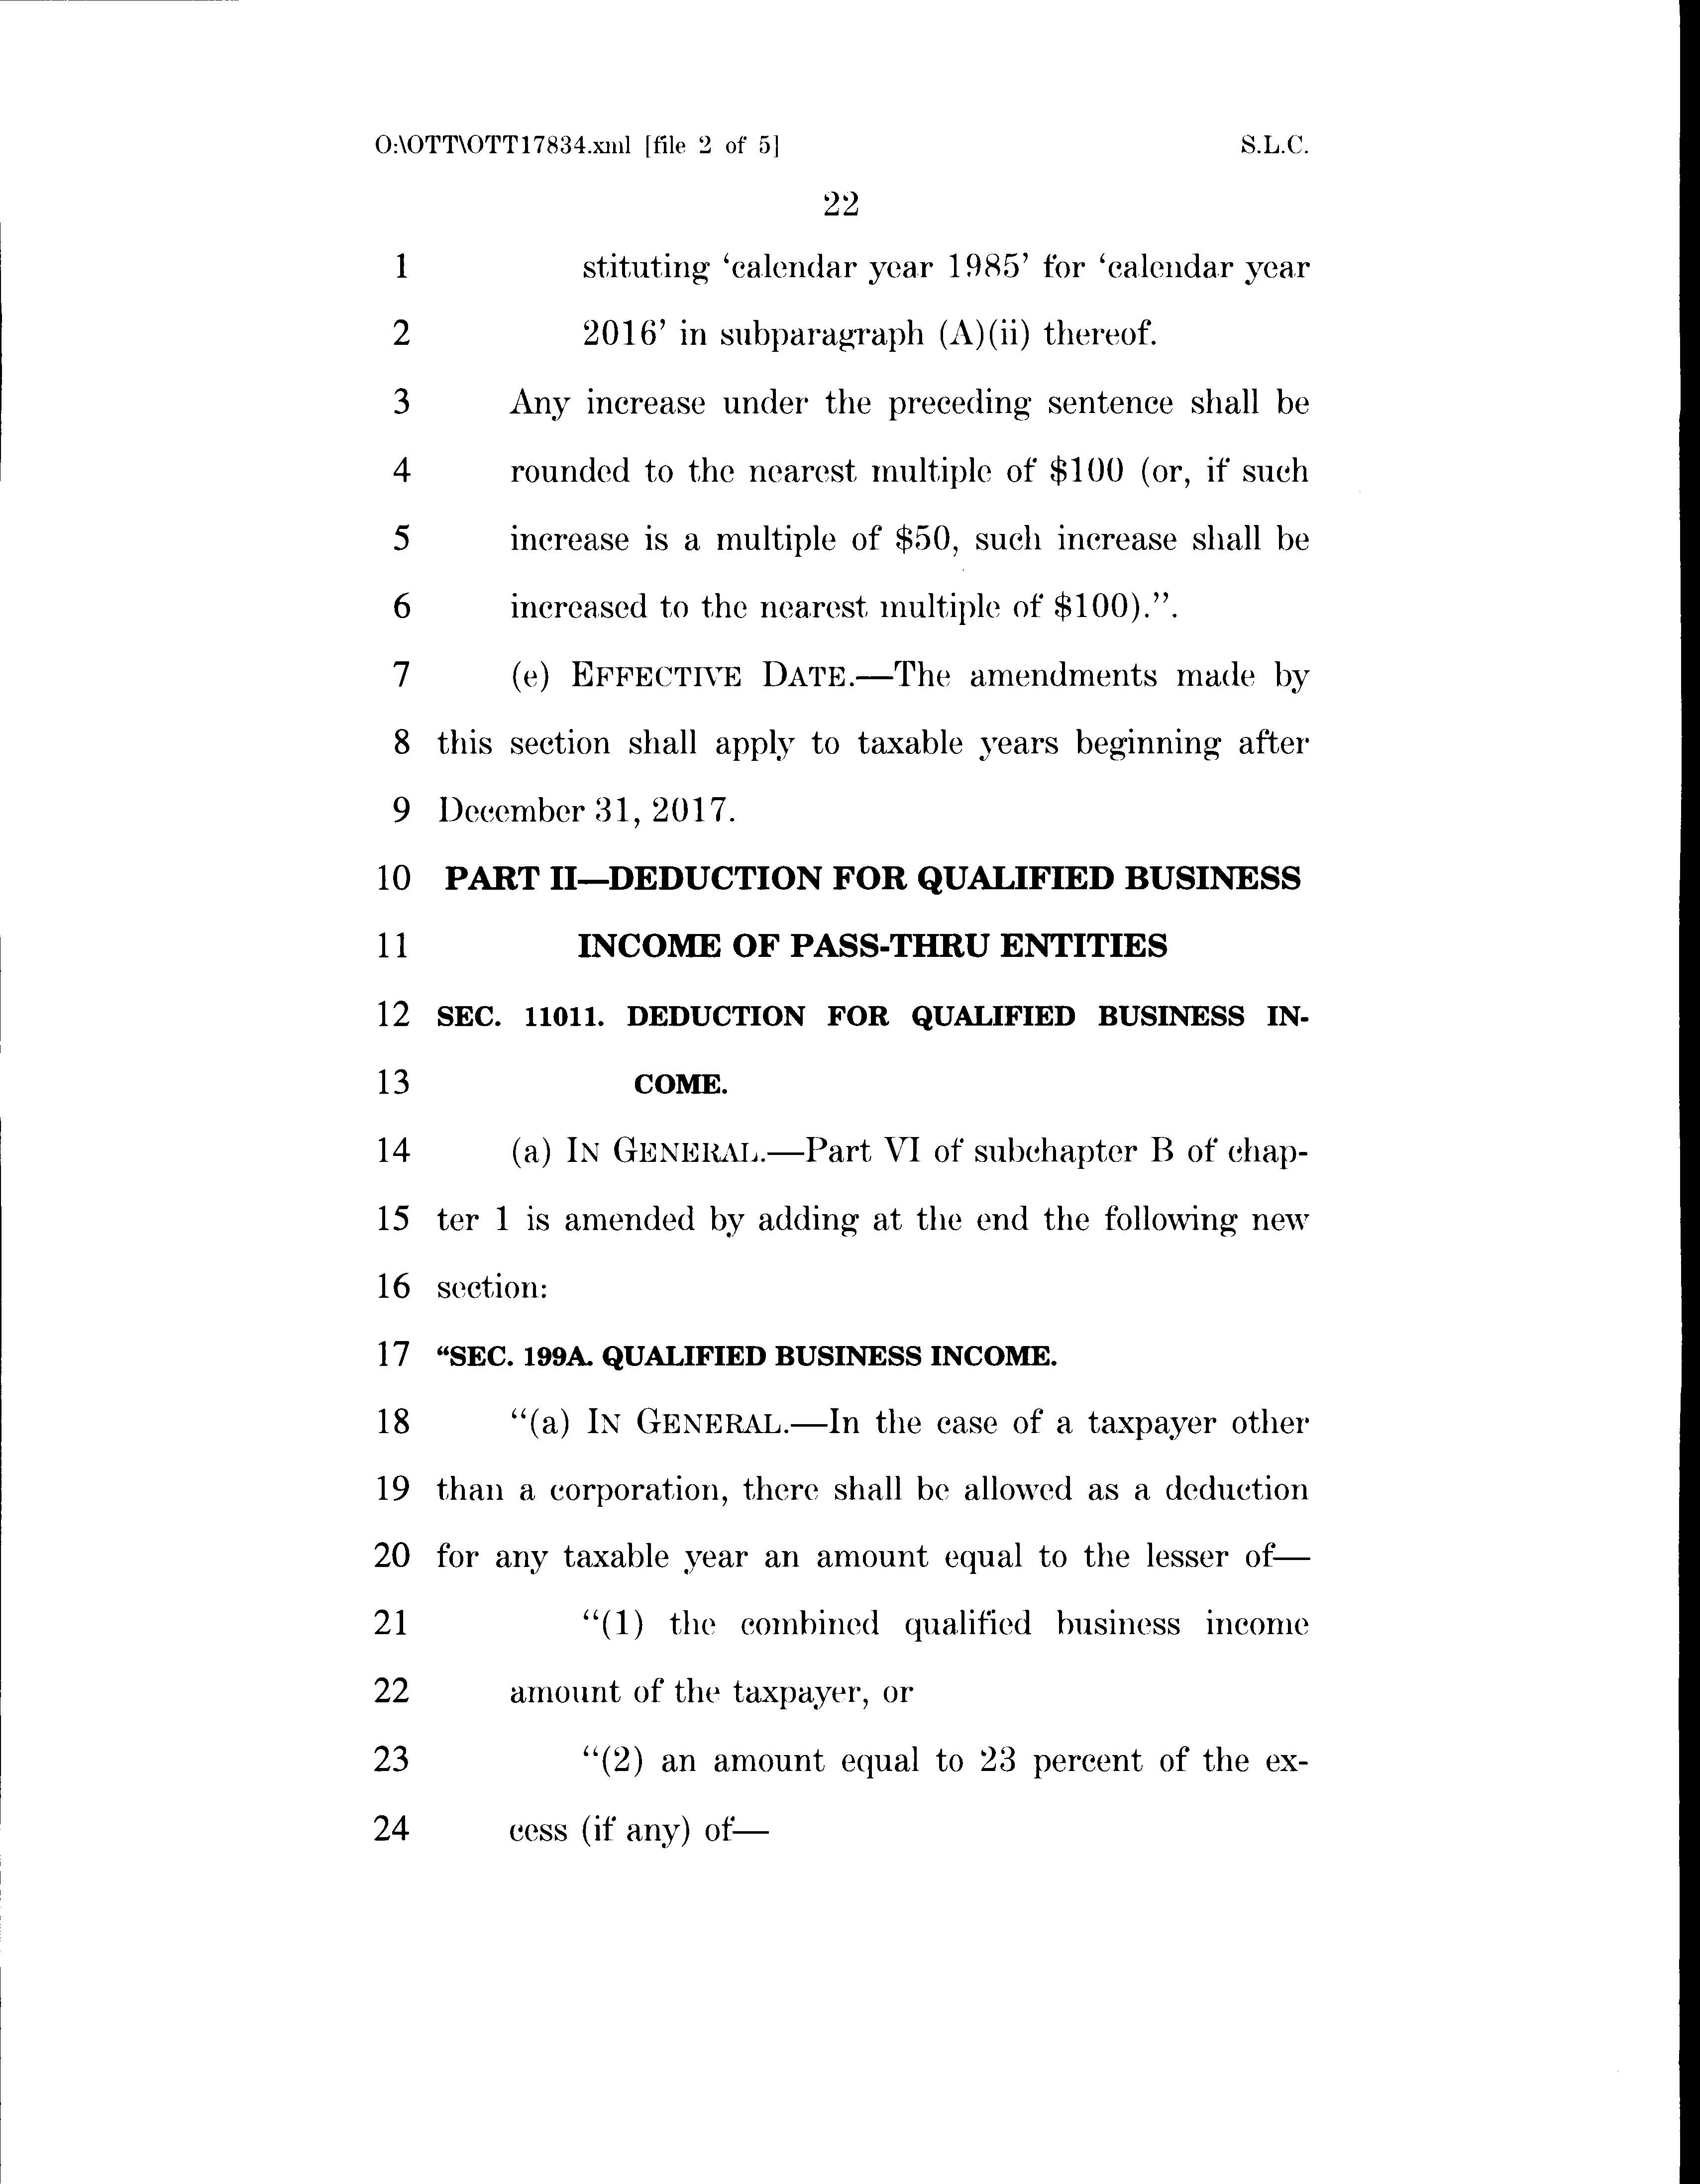 O:\OTT\OTT17834.xml [file 2 of 5] S.L.C.
22
1 stituting ‘calendar year 1985’ for ‘calendar year
2 2016’ in subparagraph (A)(ii) thereof.
3 Any increase under the preceding sentence shall be
4 rounded to the nearest multiple of $100 (or, if such
5 increase is a multiple of $50, such increase shall be
6 increased to the nearest multiple of $100).”.
7 (e) EFFECTIVE DATE.—The amendments made by
8 this section shall apply to taxable years beginning after
9 December 31, 2017.
10 PART II—DEDUCTION FOR QUALIFIED BUSINESS
11 INCOME OF PASS-THRU ENTITIES
12 SEC. 11011. DEDUCTION FOR QUALIFIED BUSINESS IN-
13 COME.
14 (a) IN GENERAL.—Part VI of subchapter B of chap-
15 ter 1 is amended by adding at the end the following new
16 section:
17 “SEC. 199A. QUALIFIED BUSINESS INCOME.
18 “(a) IN GENERAL.—In the case of a taxpayer other
19 than a corporation, there shall be allowed as a deduction
20 for any taxable year an amount equal to the lesser of—
21 “(1) the combined qualified business income
22 amount of the taxpayer, or
23 “(2) an amount equal to 23 percent of the ex-
24 cess (if any) of—